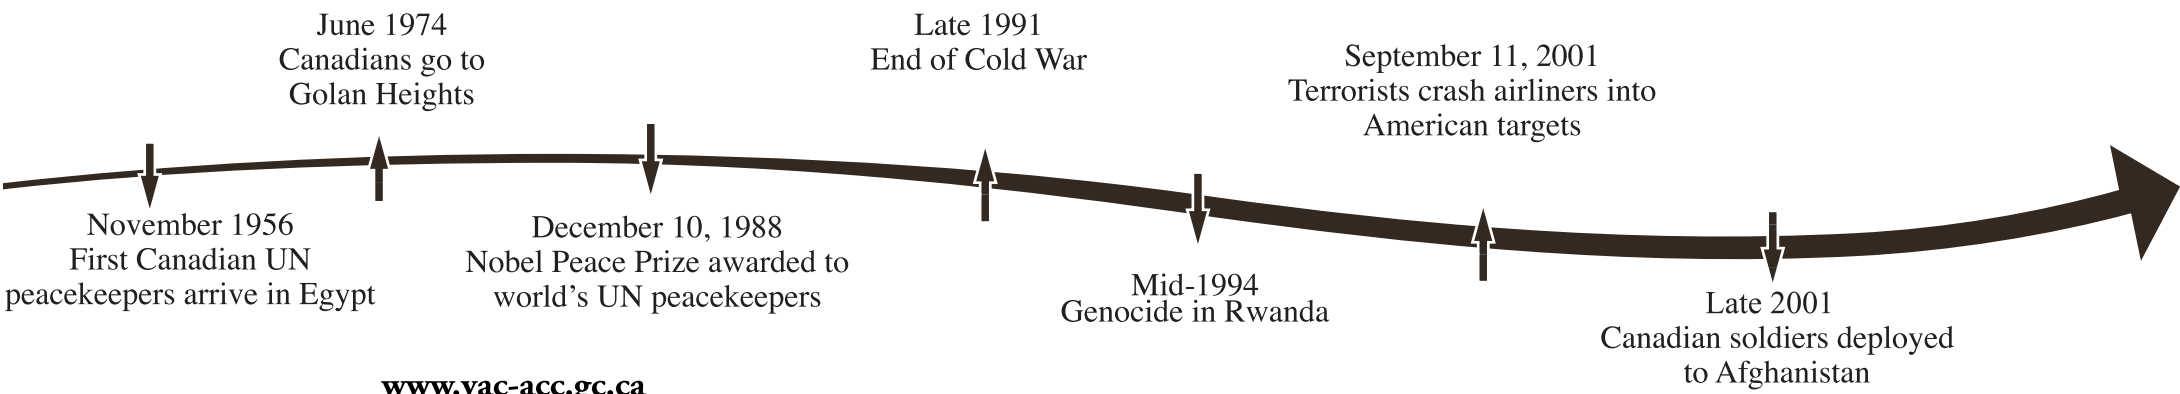 June 1974
Canadians go to
Golan Heights
Late 1991
End of Cold War
September 11, 2001
Terrorists crash airliners into
American targets
November 1956
First Canadian UN
peacekeepers arrive in Egypt
December 10, 1988
Nobel Peace Prize awarded to
world’s UN peacekeepers
Mid-1994
Genocide in Rwanda
Late 2001
Canadian soldiers deployed
to Afghanistan
www.vac-acc.gc.ca